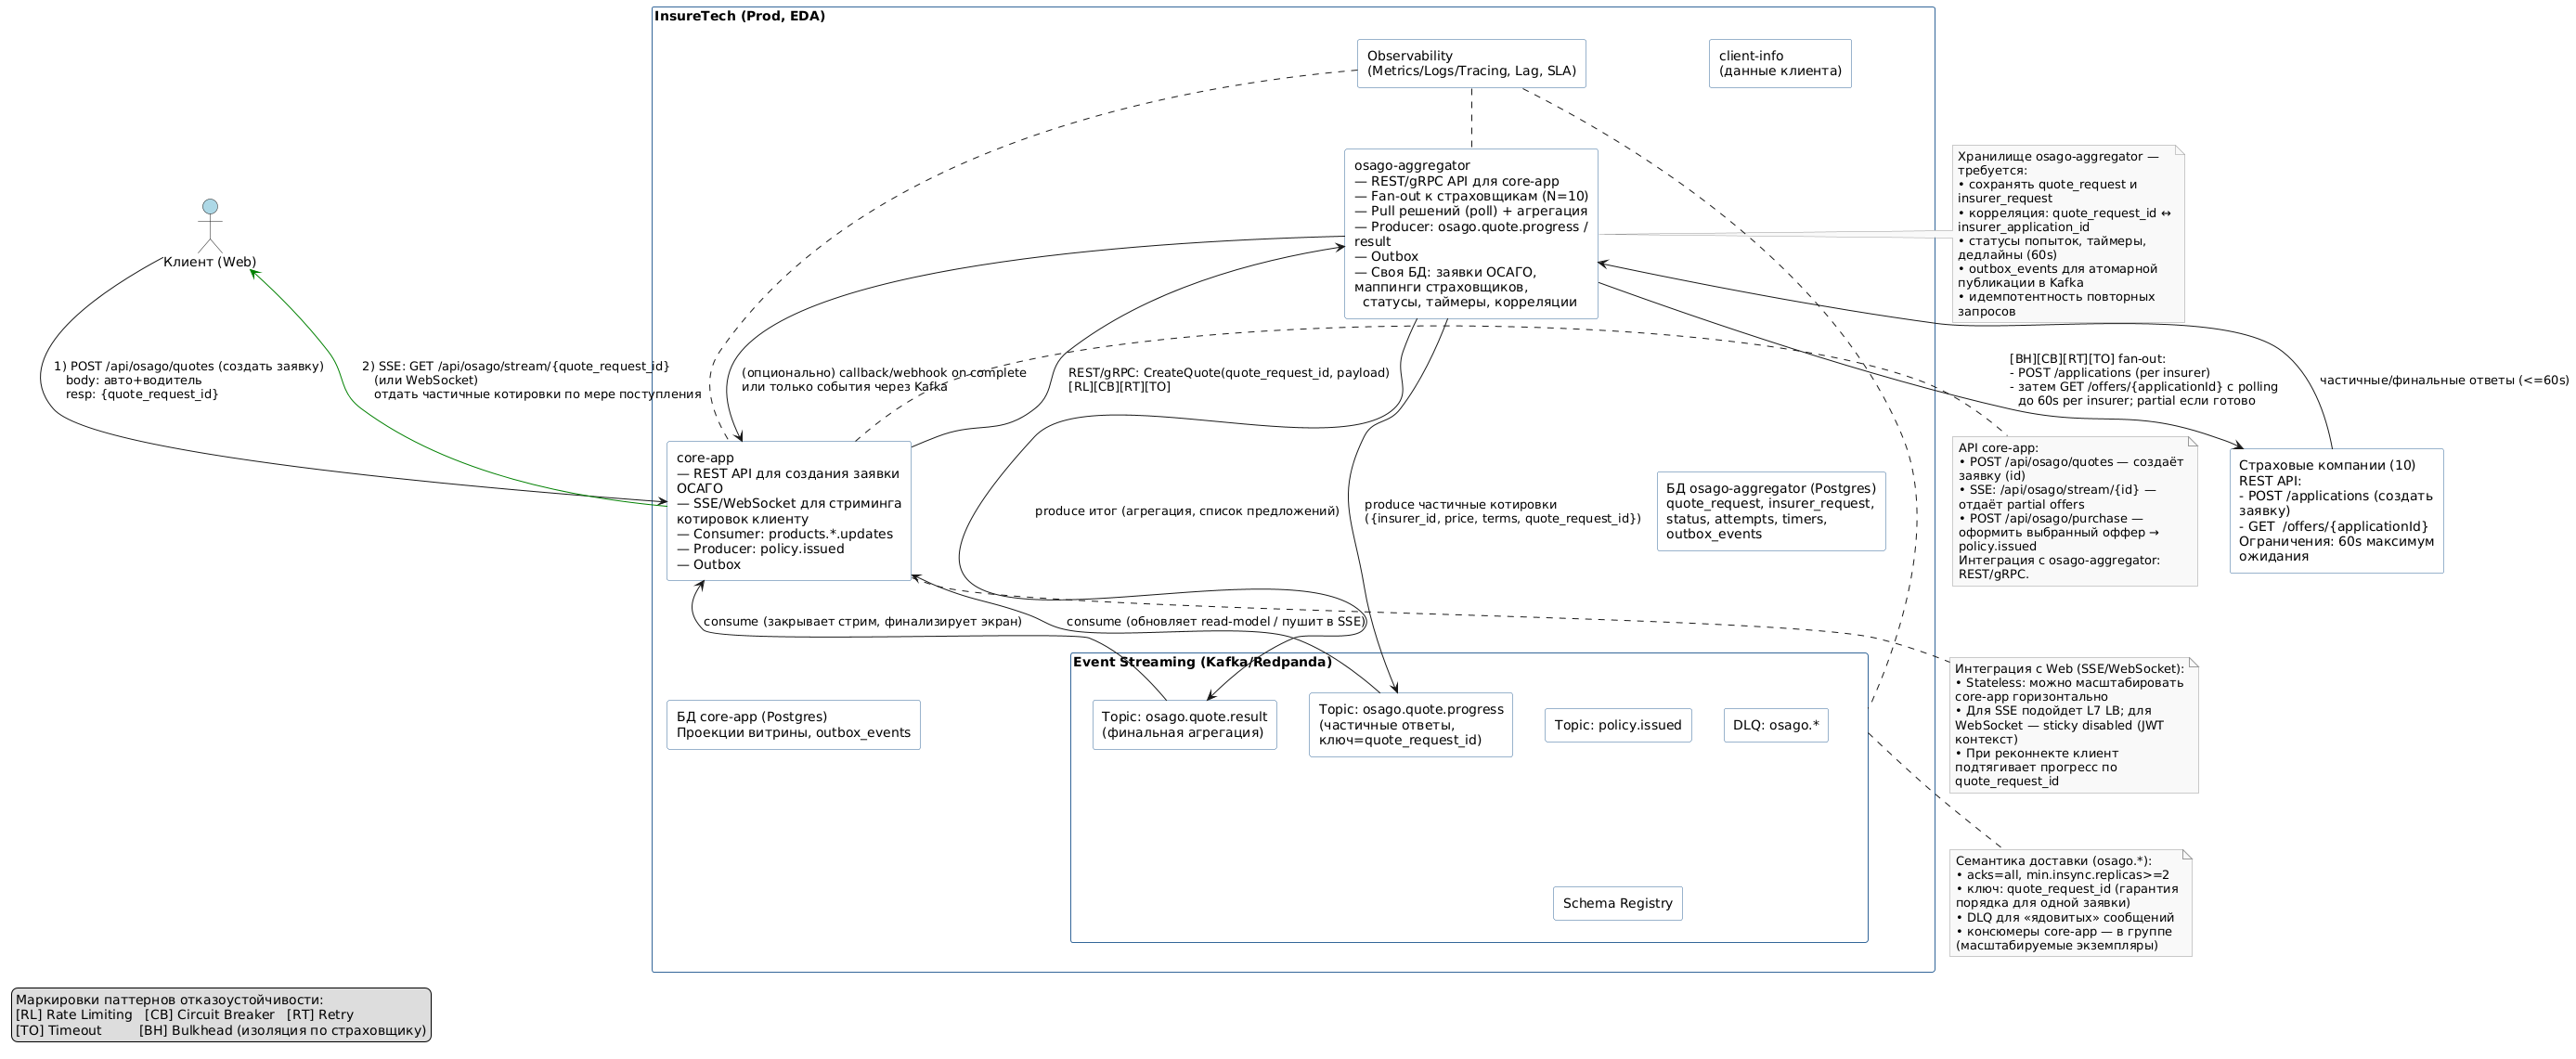 InsureTech (Prod, EDA)
Observability
(Metrics/Logs/Tracing, Lag, SLA)
client-info
(данные клиента)
osago-aggregator
— REST/gRPC API для core-app
— Fan-out к страховщикам (N=10)
— Pull решений (poll) + агрегация
— Producer: osago.quote.progress /
result
— Outbox
— Своя БД: заявки ОСАГО,
маппинги страховщиков,
статусы, таймеры, корреляции
Хранилище osago-aggregator —
требуется:
• сохранять quote_request и
insurer_request
• корреляция: quote_request_id ↔
insurer_application_id
• статусы попыток, таймеры,
дедлайны (60s)
• outbox_events для атомарной
публикации в Kafka
• идемпотентность повторных
запросов
Клиент (Web)
1) POST /api/osago/quotes (создать заявку)
body: авто+водитель
resp: {quote_request_id}
2) SSE: GET /api/osago/stream/{quote_request_id}
(или WebSocket)
отдать частичные котировки по мере поступления
(опционально) callback/webhook on complete
или только события через Kafka
REST/gRPC: CreateQuote(quote_request_id, payload)
[RL][CB][RT][TO]
[BH][CB][RT][TO] fan-out:
- POST /applications (per insurer)
- затем GET /offers/{applicationId} с polling
до 60s per insurer; partial если готово
частичные/финальные ответы (<=60s)
core-app
— REST API для создания заявки
ОСАГО
— SSE/WebSocket для стриминга
котировок клиенту
— Consumer: products.*.updates
— Producer: policy.issued
— Outbox
produce итог (агрегация, список предложений)
produce частичные котировки
({insurer_id, price, terms, quote_request_id})
БД osago-aggregator (Postgres)
quote_request, insurer_request,
status, attempts, timers,
outbox_events
API core-app:
• POST /api/osago/quotes — создаёт
заявку (id)
• SSE: /api/osago/stream/{id} —
отдаёт partial offers
• POST /api/osago/purchase —
оформить выбранный оффер →
policy.issued
Интеграция с osago-aggregator:
REST/gRPC.
Страховые компании (10)
REST API:
- POST /applications (создать
заявку)
- GET  /offers/{applicationId}
Ограничения: 60s максимум
ожидания
consume (закрывает стрим, финализирует экран)
consume (обновляет read-model / пушит в SSE)
Event Streaming (Kafka/Redpanda)
БД core-app (Postgres)
Проекции витрины, outbox_events
Topic: osago.quote.result
(финальная агрегация)
Topic: osago.quote.progress
(частичные ответы,
ключ=quote_request_id)
Topic: policy.issued
DLQ: osago.*
Интеграция с Web (SSE/WebSocket):
• Stateless: можно масштабировать
core-app горизонтально
• Для SSE подойдет L7 LB; для
WebSocket — sticky disabled (JWT
контекст)
• При реконнекте клиент
подтягивает прогресс по
quote_request_id
Schema Registry
Семантика доставки (osago.*):
• acks=all, min.insync.replicas>=2
• ключ: quote_request_id (гарантия
порядка для одной заявки)
• DLQ для «ядовитых» сообщений
• консюмеры core-app — в группе
(масштабируемые экземпляры)
Маркировки паттернов отказоустойчивости:
[RL] Rate Limiting   [CB] Circuit Breaker   [RT] Retry
[TO] Timeout         [BH] Bulkhead (изоляция по страховщику)